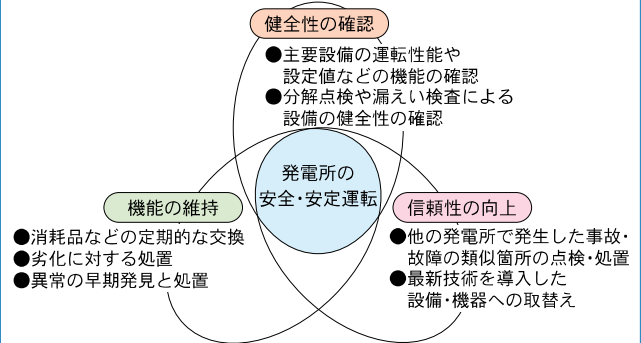 健全性の確認
●主要設備の運転性能や
設定値などの機能の確認
●分解点検や漏えい検査による
設備の健全性の確認
発電所の
安全・安定運転
機能の維持
●消耗品などの定期的な交換
●劣化に対する処置
●異常の早期発見と処置
信頼性の向上
●他の発電所で発生した事故・
故障の類似箇所の点検・処置
●最新技術を導入した
設備・機器への取替え